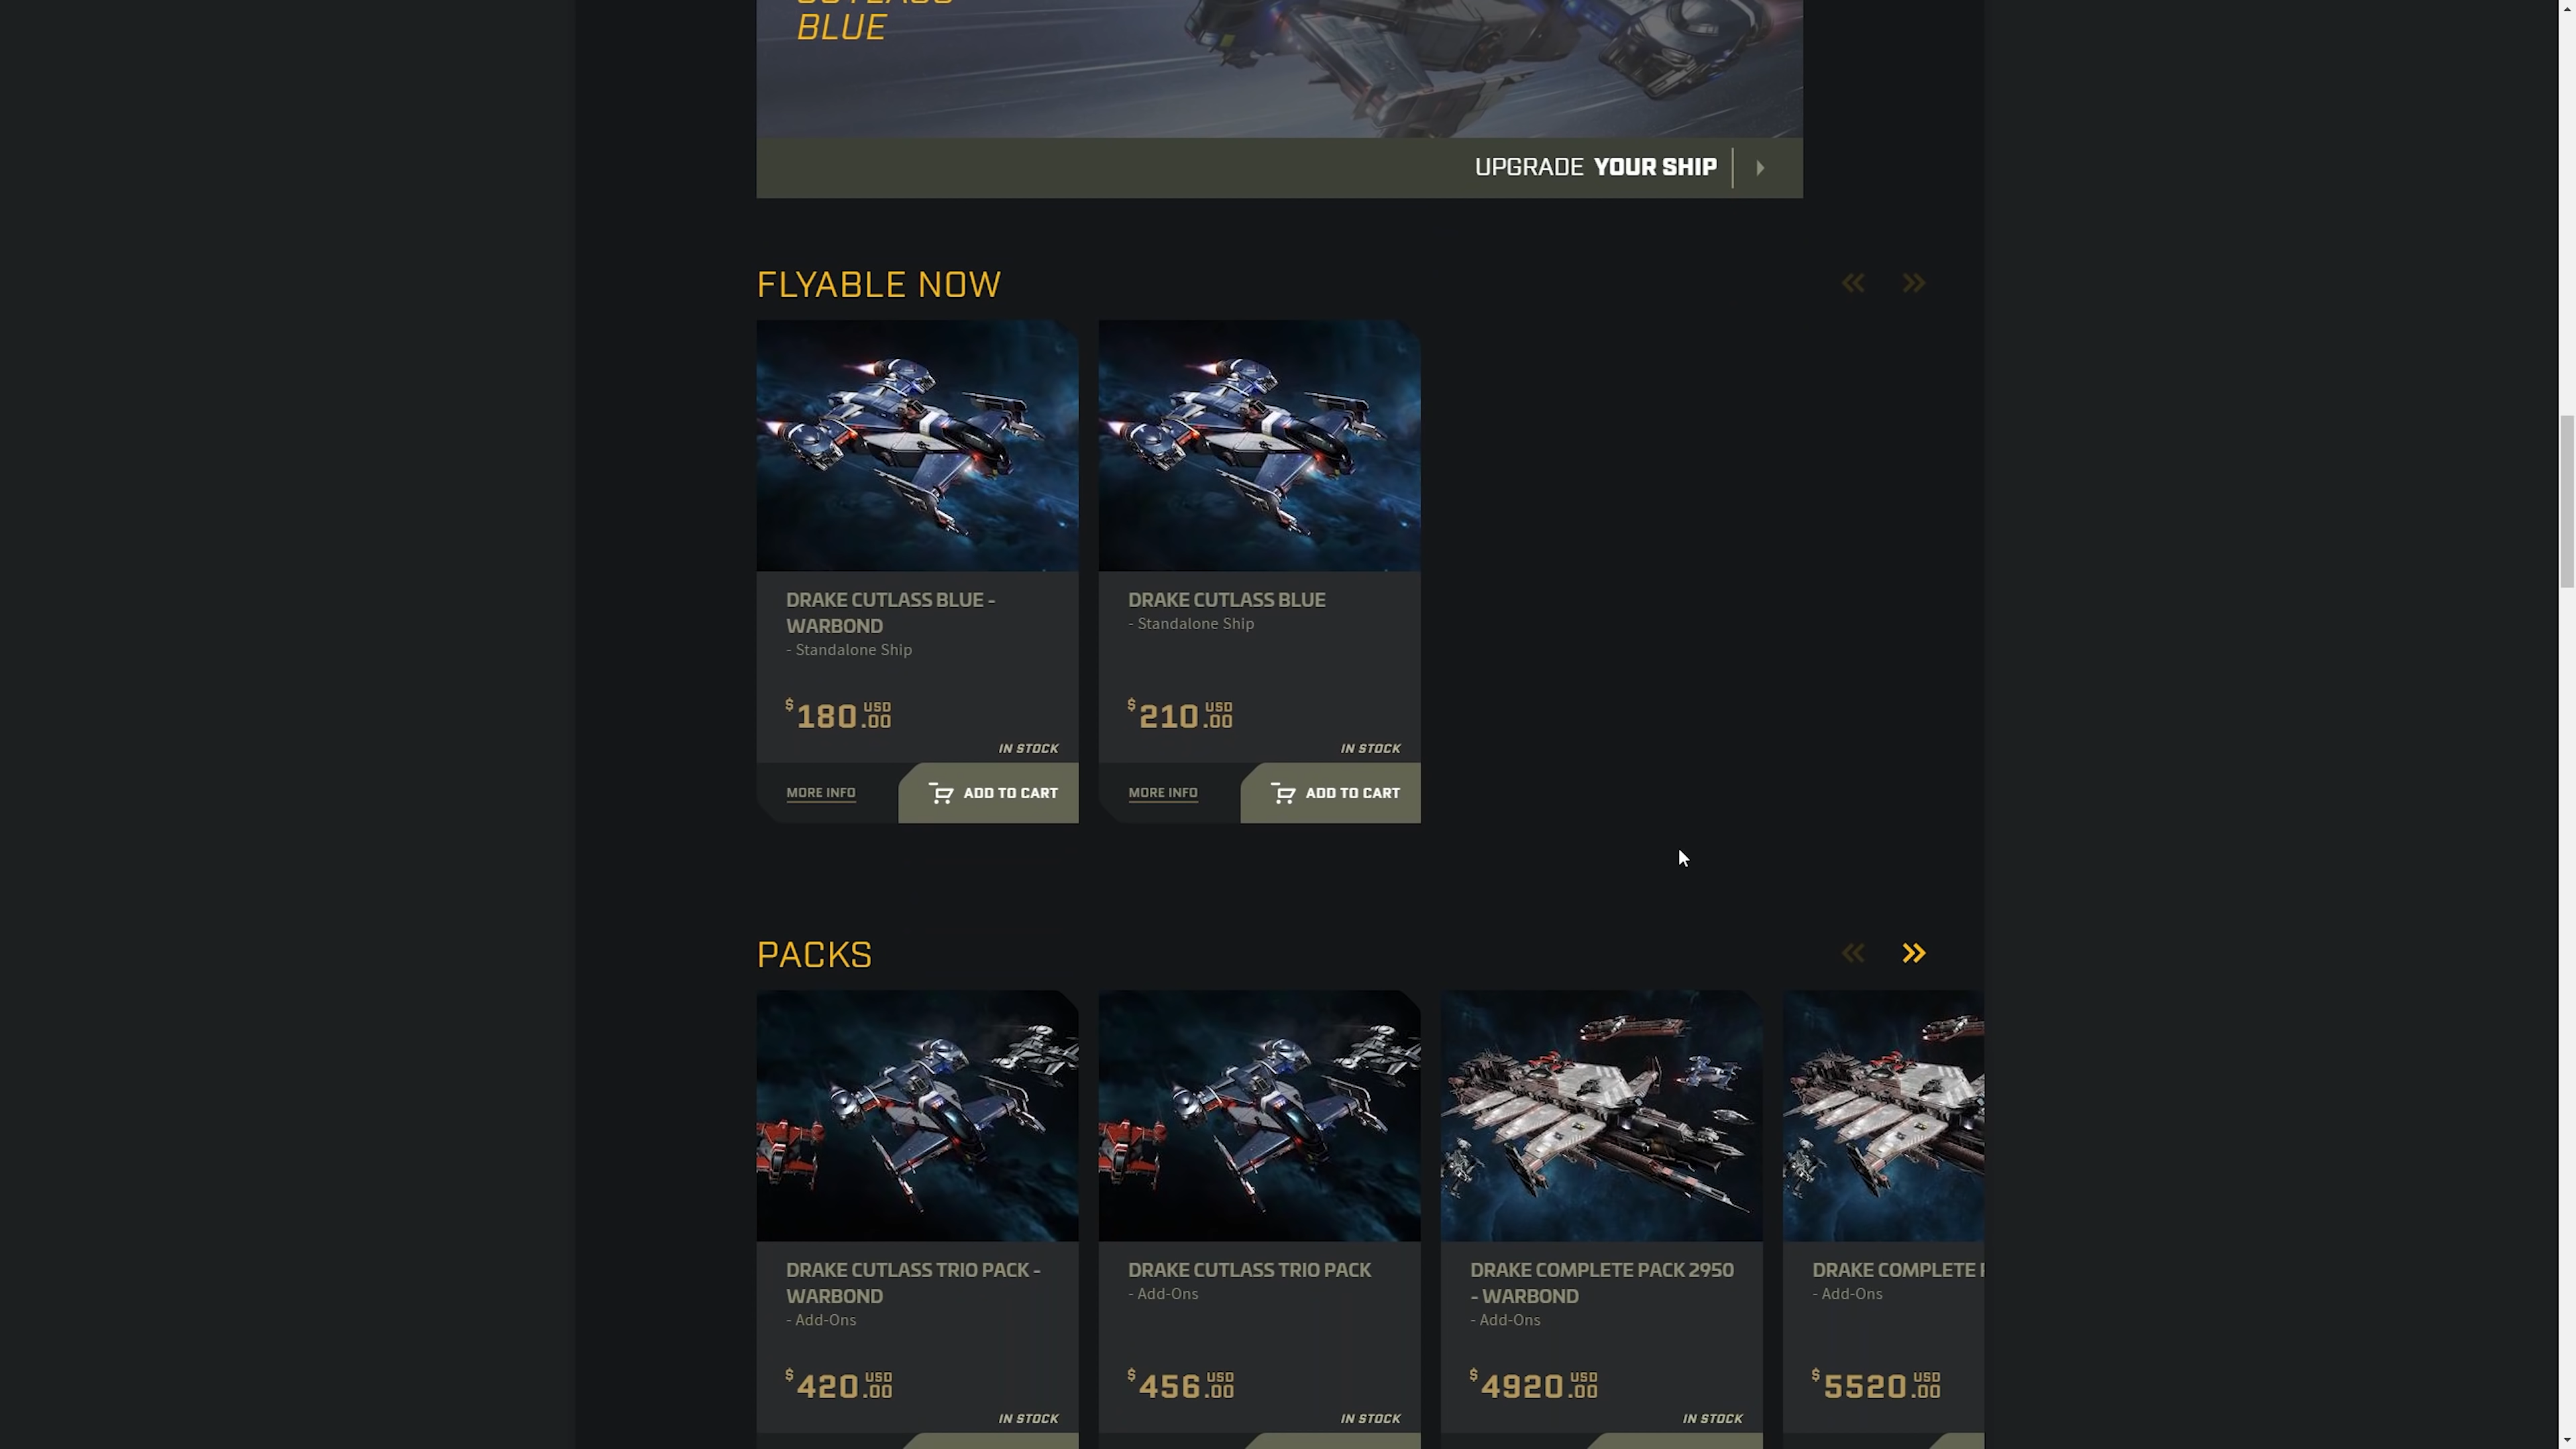 BLUE
UPGRADE YOUR SHIP
FLYABLE NOW
DRAKE CUTLASS BLUE -
WARBOND
- Standalone Ship
$180.00 USD
IN STOCK
MORE INFO
ADD TO CART
DRAKE CUTLASS BLUE
- Standalone Ship
$210.00 USD
IN STOCK
MORE INFO
ADD TO CART
PACKS
DRAKE CUTLASS TRIO PACK -
WARBOND
- Add-Ons
$420.00 USD
IN STOCK
DRAKE CUTLASS TRIO PACK
- Add-Ons
$456.00 USD
IN STOCK
DRAKE COMPLETE PACK 2950
- WARBOND
- Add-Ons
$4920.00 USD
IN STOCK
DRAKE COMPLETE
- Add-Ons
$5520.00 USD